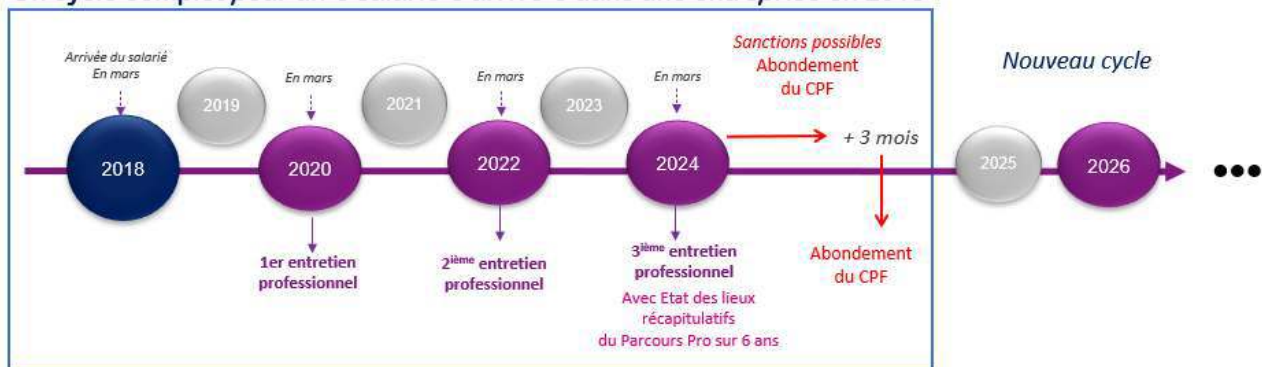 Arrivée du salarié
En mars
2018
2019
En mars
2020
1er entretien
professionnel
2021
En mars
2022
2ième entretien
professionnel
2023
En mars
2024
3ième entretien
professionnel
Avec Etat des lieux
récapitulatifs
du Parcours Pro sur 6 ans
Sanctions possibles
Abondement
du CPF
+ 3 mois
Abondement
du CPF
Nouveau cycle
2025
2026